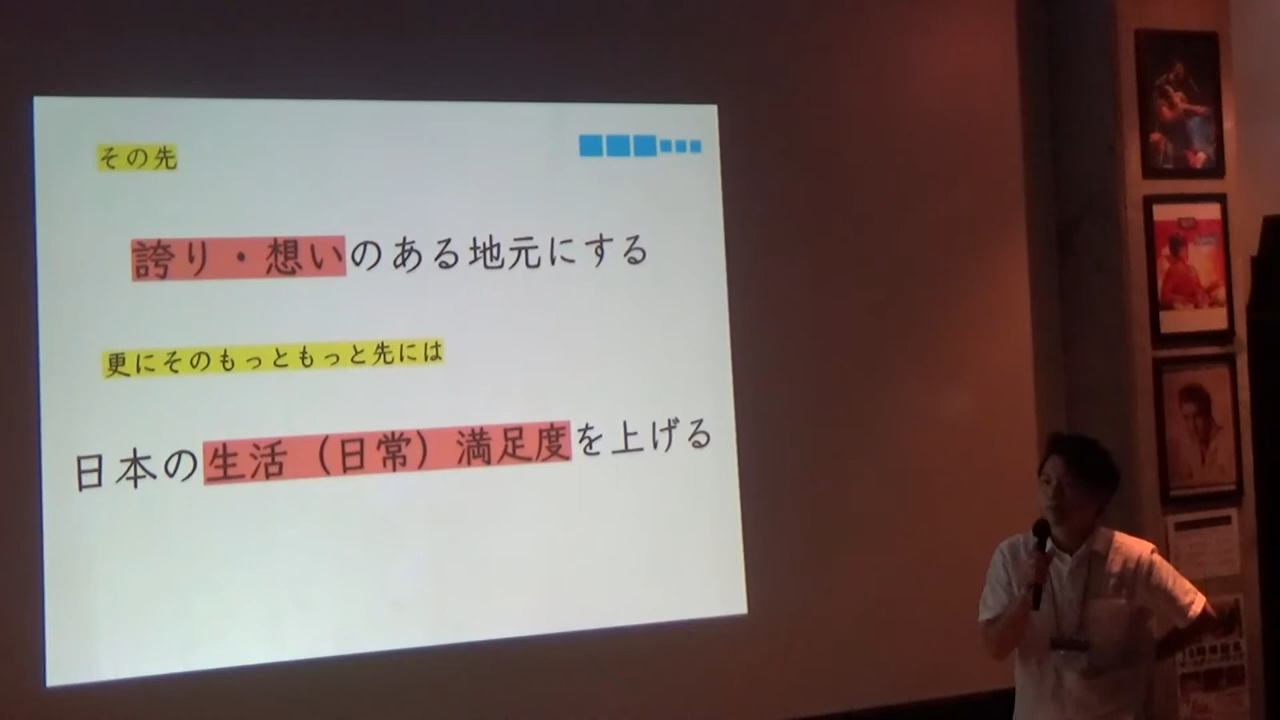 その先
誇り・想いのある地元にする
更にそのもっともっと先には
日本の生活（日常）満足度を上げる